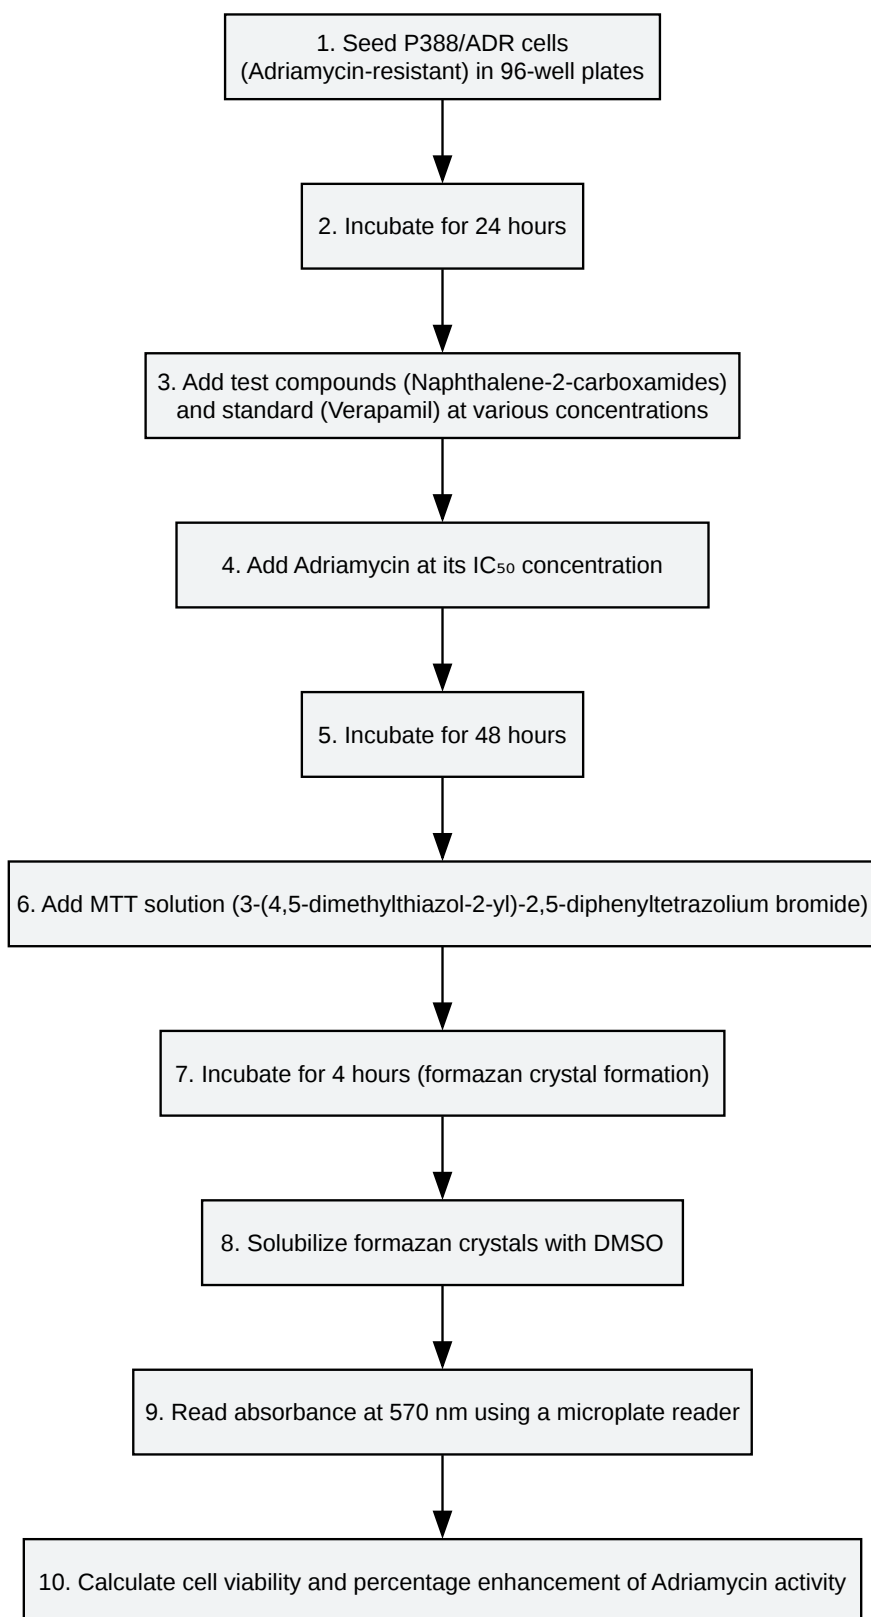 1. Seed P388/ADR cells
(Adriamycin-resistant) in 96-well plates
2. Incubate for 24 hours
3. Add test compounds (Naphthalene-2-carboxamides)
and standard (Verapamil) at various concentrations
4. Add Adriamycin at its IC₅₀ concentration
5. Incubate for 48 hours
6. Add MTT solution (3-(4,5-dimethylthiazol-2-yl)-2,5-diphenyltetrazolium bromide)
7. Incubate for 4 hours (formazan crystal formation)
8. Solubilize formazan crystals with DMSO
9. Read absorbance at 570 nm using a microplate reader
10. Calculate cell viability and percentage enhancement of Adriamycin activity